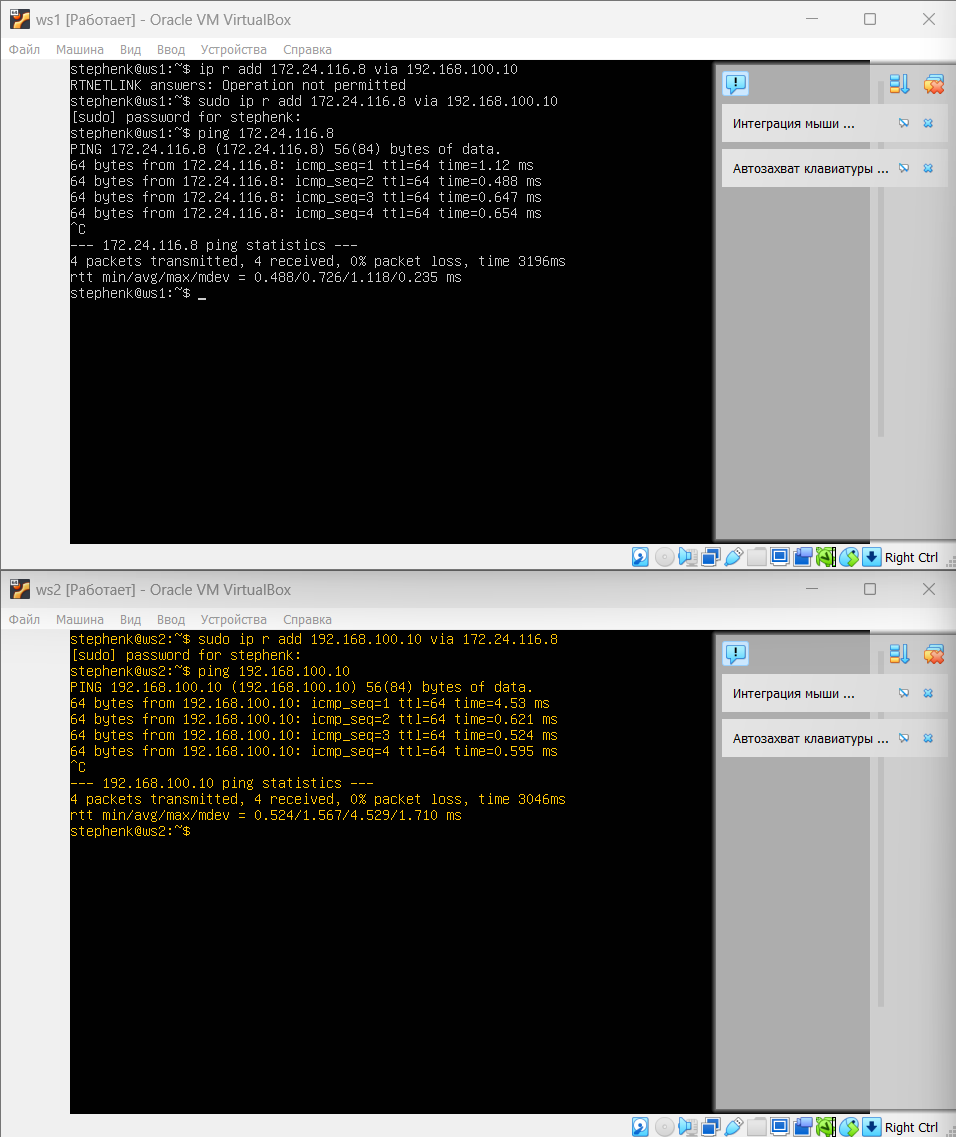 ws1 [Работает] - Oracle VM VirtualBox
Файл Машина Вид Ввод Устройства Справка
stephenk@ws1:~$ ip r add 172.24.116.8 via 192.168.100.10
RTNETLINK answers: Operation not permitted
stephenk@ws1:~$ sudo ip r add 172.24.116.8 via 192.168.100.10
[sudo] password for stephenk:
stephenk@ws1:~$ ping 172.24.116.8
PING 172.24.116.8 (172.24.116.8) 56(84) bytes of data.
64 bytes from 172.24.116.8: icmp_seq=1 ttl=64 time=1.12 ms
64 bytes from 172.24.116.8: icmp_seq=2 ttl=64 time=0.488 ms
64 bytes from 172.24.116.8: icmp_seq=3 ttl=64 time=0.647 ms
64 bytes from 172.24.116.8: icmp_seq=4 ttl=64 time=0.654 ms
^C
--- 172.24.116.8 ping statistics ---
4 packets transmitted, 4 received, 0% packet loss, time 3196ms
rtt min/avg/max/mdev = 0.488/0.726/1.118/0.235 ms
stephenk@ws1:~$ _
Интеграция мыши ...
Автозахват клавиатуры ...
Right Ctrl
ws2 [Работает] - Oracle VM VirtualBox
Файл Машина Вид Ввод Устройства Справка
stephenk@ws2:~$ sudo ip r add 192.168.100.10 via 172.24.116.8
[sudo] password for stephenk:
stephenk@ws2:~$ ping 192.168.100.10
PING 192.168.100.10 (192.168.100.10) 56(84) bytes of data.
64 bytes from 192.168.100.10: icmp_seq=1 ttl=64 time=4.53 ms
64 bytes from 192.168.100.10: icmp_seq=2 ttl=64 time=0.621 ms
64 bytes from 192.168.100.10: icmp_seq=3 ttl=64 time=0.524 ms
64 bytes from 192.168.100.10: icmp_seq=4 ttl=64 time=0.595 ms
^C
--- 192.168.100.10 ping statistics ---
4 packets transmitted, 4 received, 0% packet loss, time 3046ms
rtt min/avg/max/mdev = 0.524/1.567/4.529/1.710 ms
stephenk@ws2:~$
Интеграция мыши ...
Автозахват клавиатуры ...
Right Ctrl